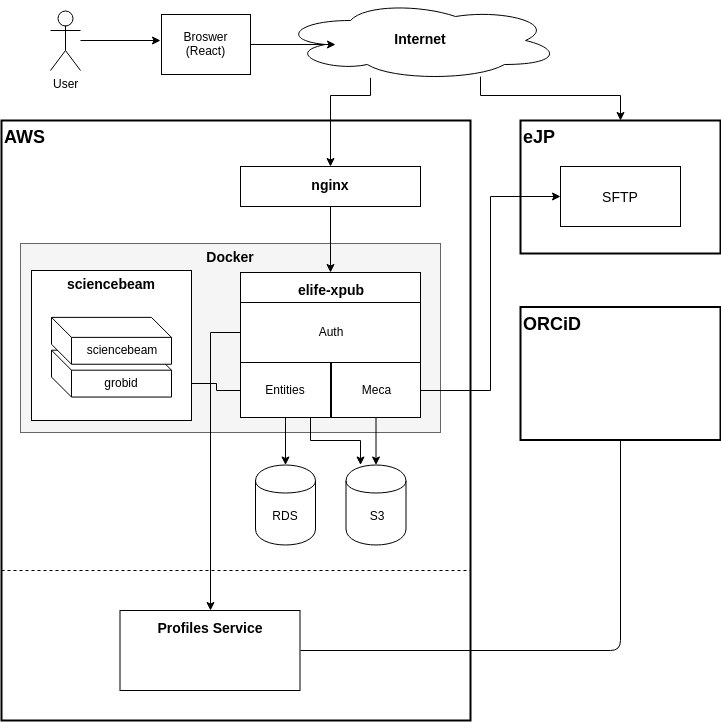 User
Broswer
(React)
Internet
AWS
eJP
nginx
SFTP
Docker
sciencebeam
elife-xpub
ORCiD
Auth
sciencebeam
grobid
Entities
Meca
RDS
S3
Profiles Service